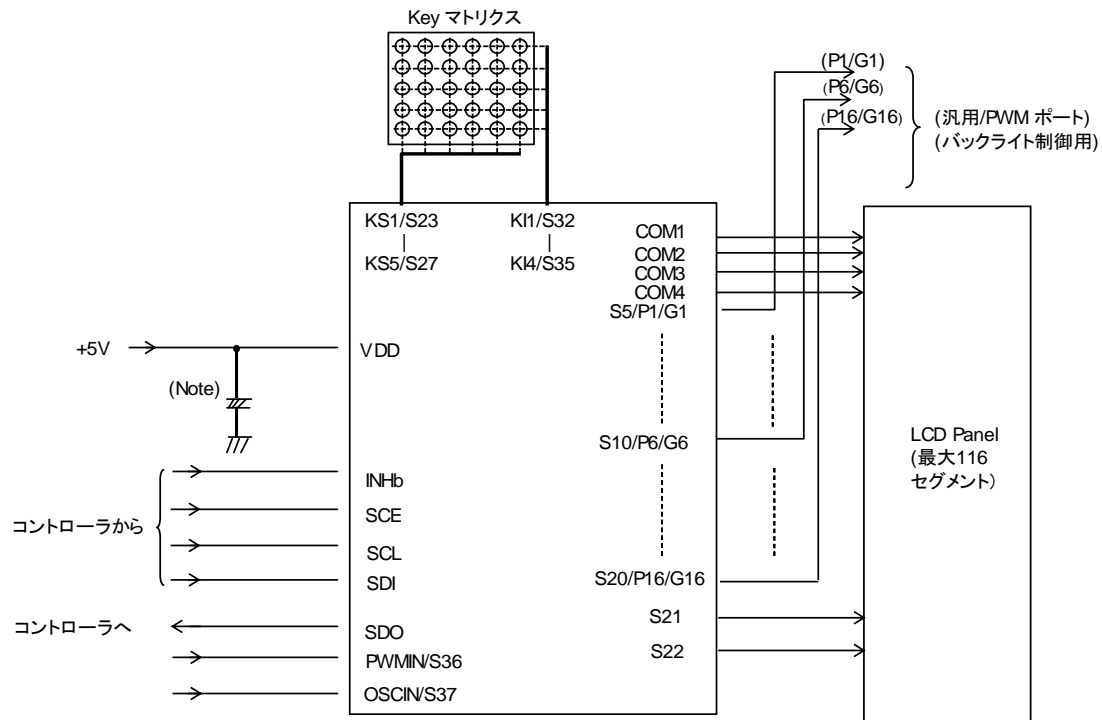 Key マトリクス
(P1/G1)
(P6/G6)
(P16/G16)
(汎用/PWM ポート)
(バックライト制御用)
KS1/S23
KS5/S27
KI1/S32
KI4/S35
COM1
COM2
COM3
COM4
S5/P1/G1
+5V
VDD
(Note)
S10/P6/G6
LCD Panel
(最大116
セグメント)
INHb
SCE
SCL
SDI
コントローラから
S20/P16/G16
コントローラへ
SDO
S21
PWMIN/S36
S22
OSCIN/S37